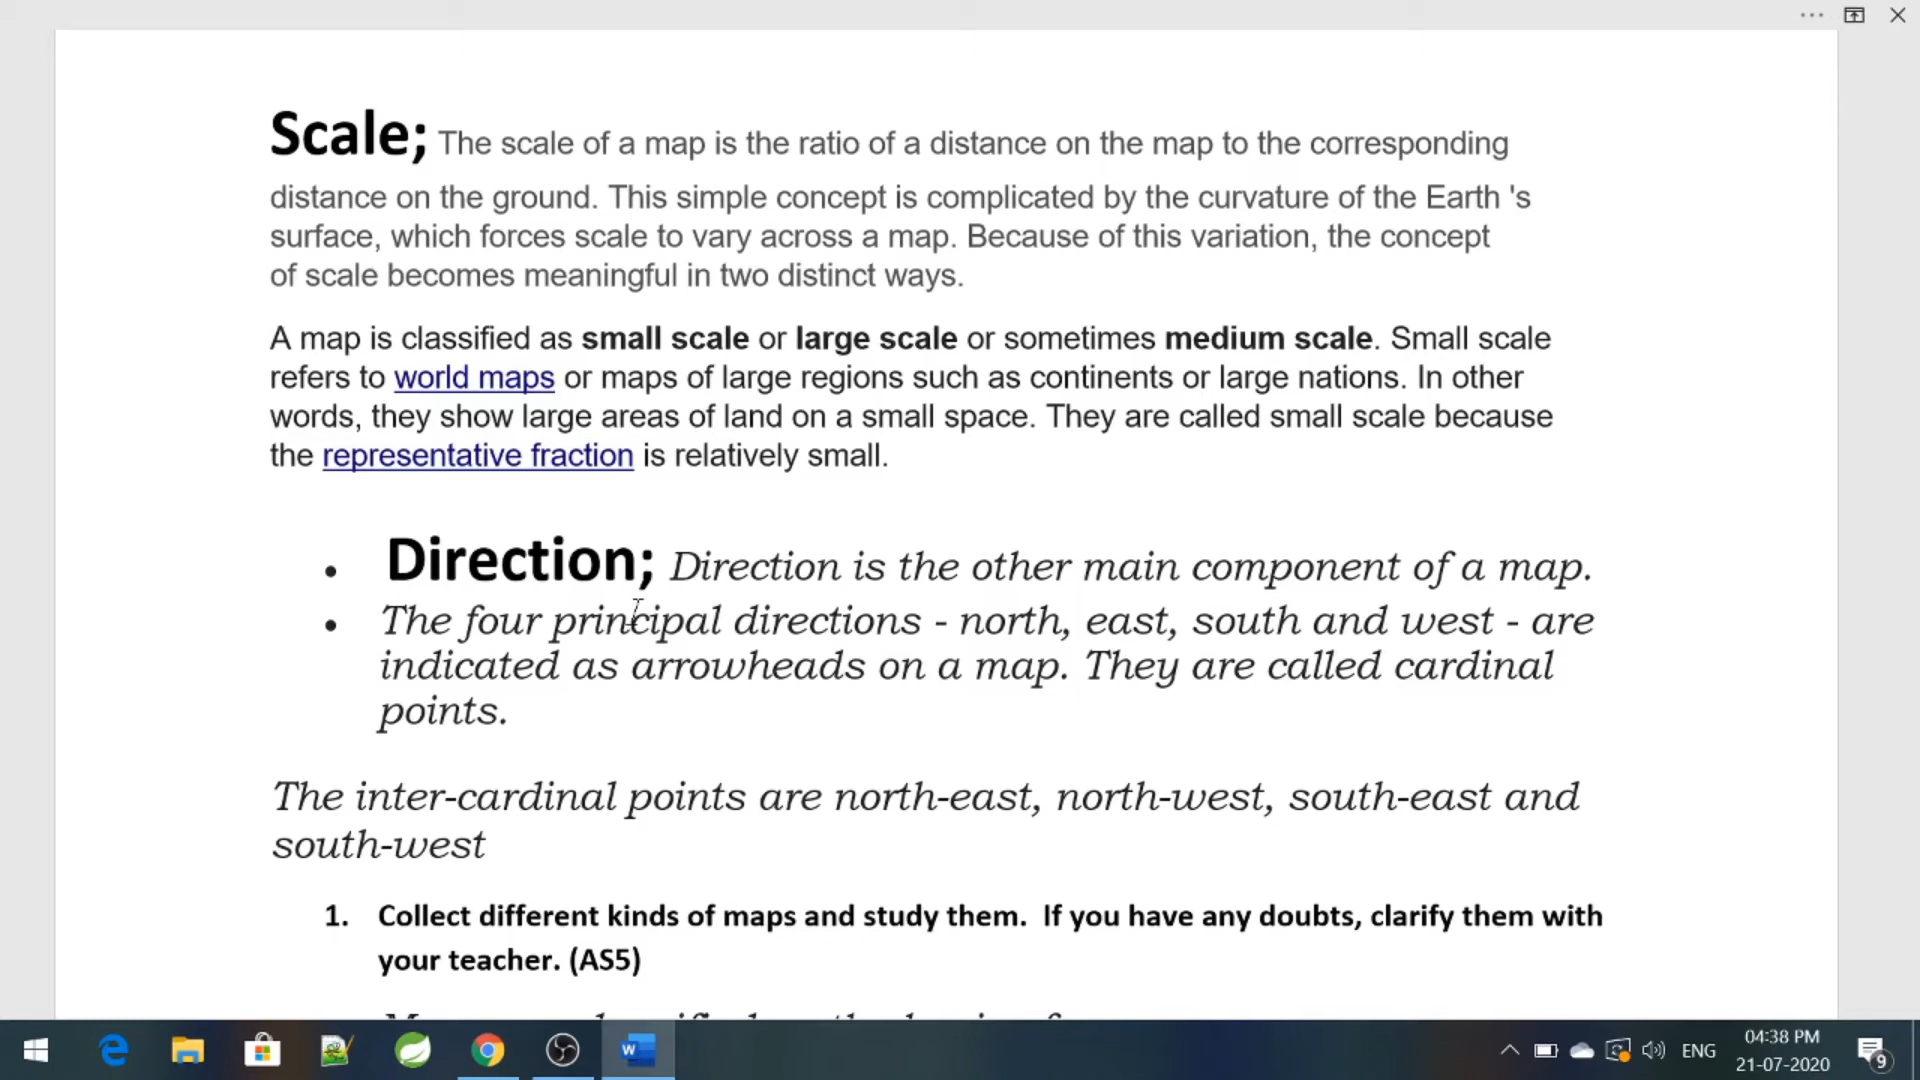 Scale; The scale of a map is the ratio of a distance on the map to the corresponding
distance on the ground. This simple concept is complicated by the curvature of the Earth 's
surface, which forces scale to vary across a map. Because of this variation, the concept
of scale becomes meaningful in two distinct ways.
A map is classified as small scale or large scale or sometimes medium scale. Small scale
refers to world maps or maps of large regions such as continents or large nations. In other
words, they show large areas of land on a small space. They are called small scale because
the representative fraction is relatively small.
• Direction; Direction is the other main component of a map.
• The four principal directions - north, east, south and west - are
indicated as arrowheads on a map. They are called cardinal
points.
The inter-cardinal points are north-east, north-west, south-east and
south-west
1. Collect different kinds of maps and study them. If you have any doubts, clarify them with
your teacher. (AS5)
ENG
04:38 PM
21-07-2020
9